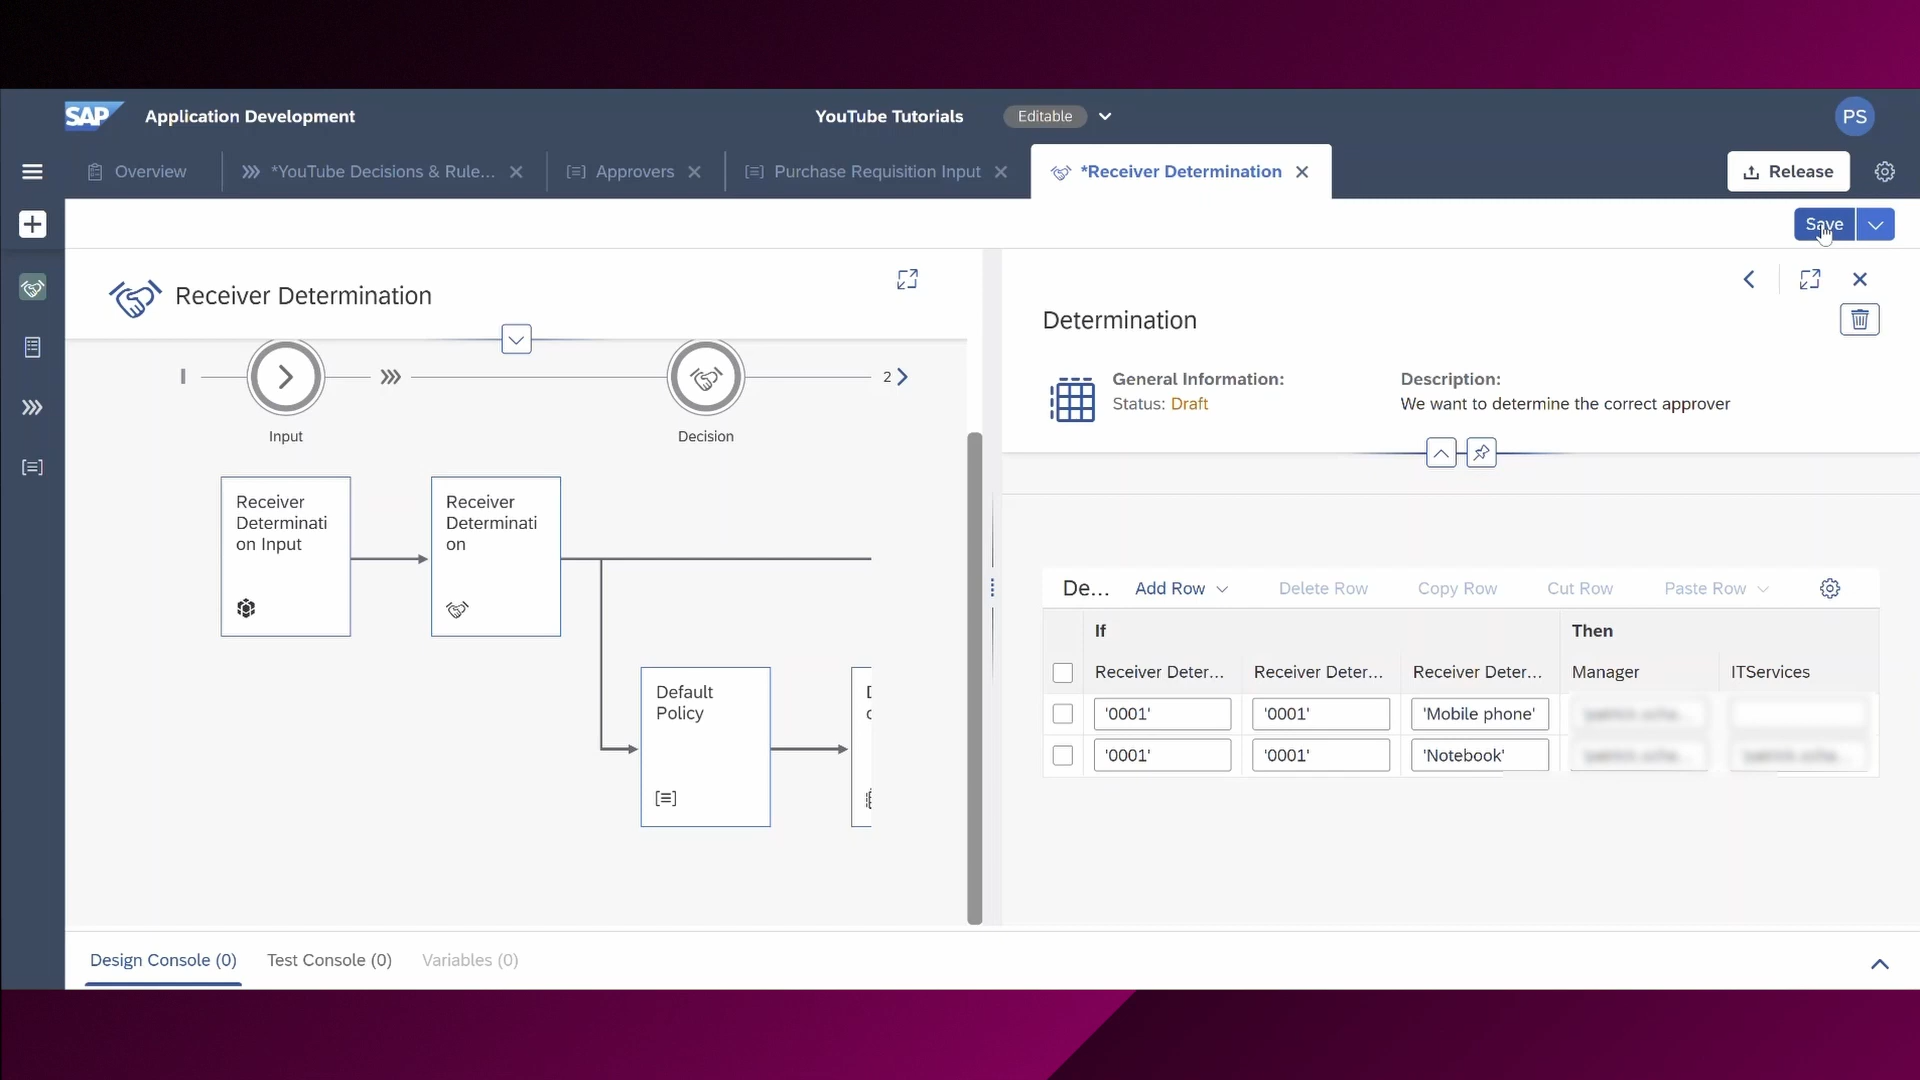 SAP Application Development YouTube Tutorials Editable PS
Overview *YouTube Decisions & Rule... Approvers Purchase Requisition Input *Receiver Determination Release
Save
Receiver Determination
2
Input Decision
Receiver
Determinati
on Input
Receiver
Determinati
on
Default
Policy
Determination
General Information: Description:
Status: Draft We want to determine the correct approver
De... Add Row Delete Row Copy Row Cut Row Paste Row
If Then
Receiver Deter... Receiver Deter... Receiver Deter... Manager ITServices
'0001' '0001' 'Mobile phone'
'0001' '0001' 'Notebook'
Design Console (0) Test Console (0) Variables (0)